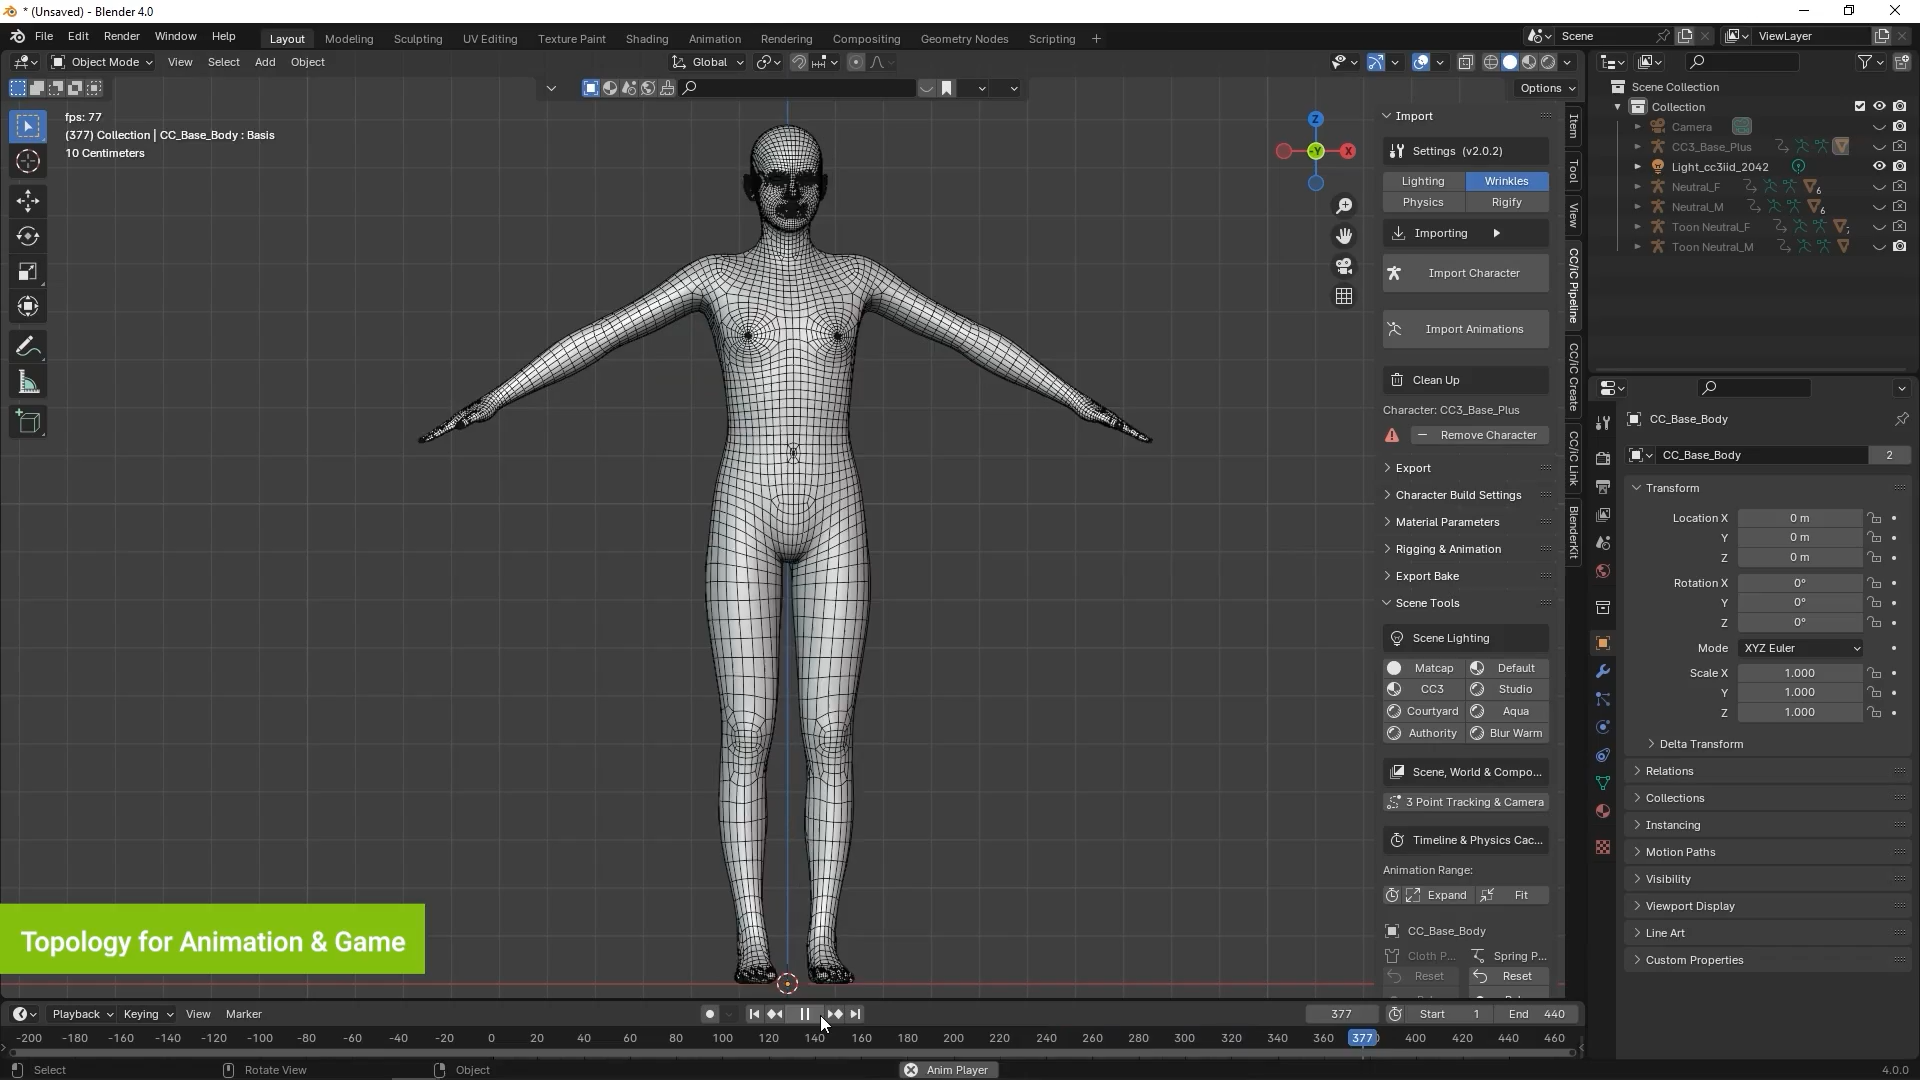 * (Unsaved) - Blender 4.0
File Edit Render Window Help
Layout Modeling Sculpting UV Editing Texture Paint Shading Animation Rendering Compositing Geometry Nodes Scripting +
Scene
ViewLayer
Object Mode View Select Add Object
Global
Options
fps: 77
(377) Collection | CC_Base_Body : Basis
10 Centimeters
Z
-Y
X
Import
Settings (v2.0.2)
Lighting Wrinkles
Physics Rigify
Importing
Import Character
Import Animations
Clean Up
Character: CC3_Base_Plus
Remove Character
Export
Character Build Settings
Material Parameters
Rigging & Animation
Export Bake
Scene Tools
Scene Lighting
Matcap Default
CC3 Studio
Courtyard Aqua
Authority Blur Warm
Scene, World & Compo...
3 Point Tracking & Camera
Timeline & Physics Cac...
Animation Range:
Expand Fit
CC_Base_Body
Cloth P... Spring P...
Reset Reset
Item
Tool
View
CC/iC Pipeline
CC/iC Create
CC/iC Link
BlenderKit
Scene Collection
Collection
Camera
CC3_Base_Plus
Light_cc3iid_2042
Neutral_F 6
Neutral_M 6
Toon Neutral_F
Toon Neutral_M
CC_Base_Body
CC_Base_Body 2
Transform
Location X 0 m
Y 0 m
Z 0 m
Rotation X 0°
Y 0°
Z 0°
Mode XYZ Euler
Scale X 1.000
Y 1.000
Z 1.000
Delta Transform
Relations
Collections
Instancing
Motion Paths
Visibility
Viewport Display
Line Art
Custom Properties
Topology for Animation & Game
Playback Keying View Marker
377 Start 1 End 440
-200 -180 -160 -140 -120 -100 -80 -60 -40 -20 0 20 40 60 80 100 120 140 160 180 200 220 240 260 280 300 320 340 360 377 400 420 440 460
Select Rotate View Object Anim Player 4.0.0